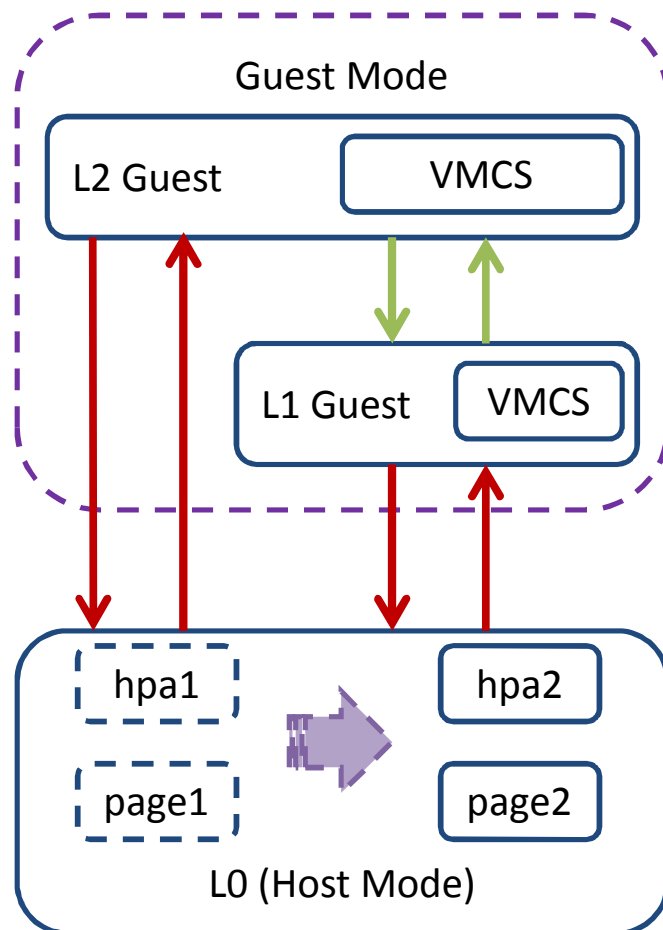 Guest Mode
L2 Guest
VMCS
L1 Guest
VMCS
hpa1
hpa2
page1
page2
L0 (Host Mode)